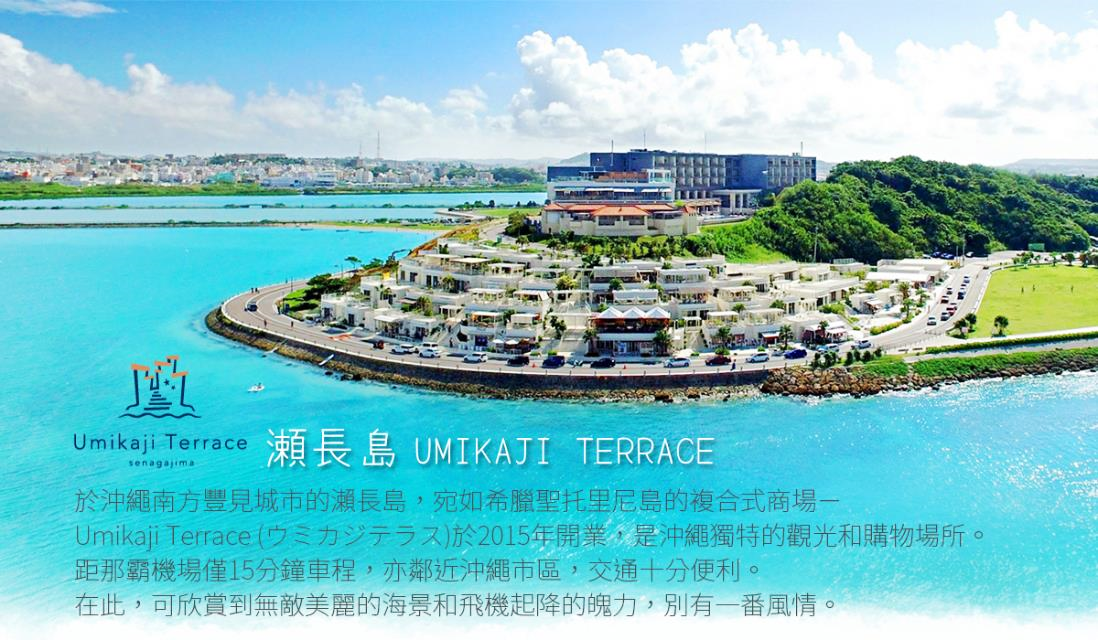 Umikaji Terrace
senagajima
瀨長島 UMIKAJI TERRACE
於沖繩南方豐見城市的瀨長島，宛如希臘聖托里尼島的複合式商場－
Umikaji Terrace (ウミカジテラス)於2015年開業，是沖繩獨特的觀光和購物場所。
距那霸機場僅15分鐘車程，亦鄰近沖繩市區，交通十分便利。
在此，可欣賞到無敵美麗的海景和飛機起降的魄力，別有一番風情。